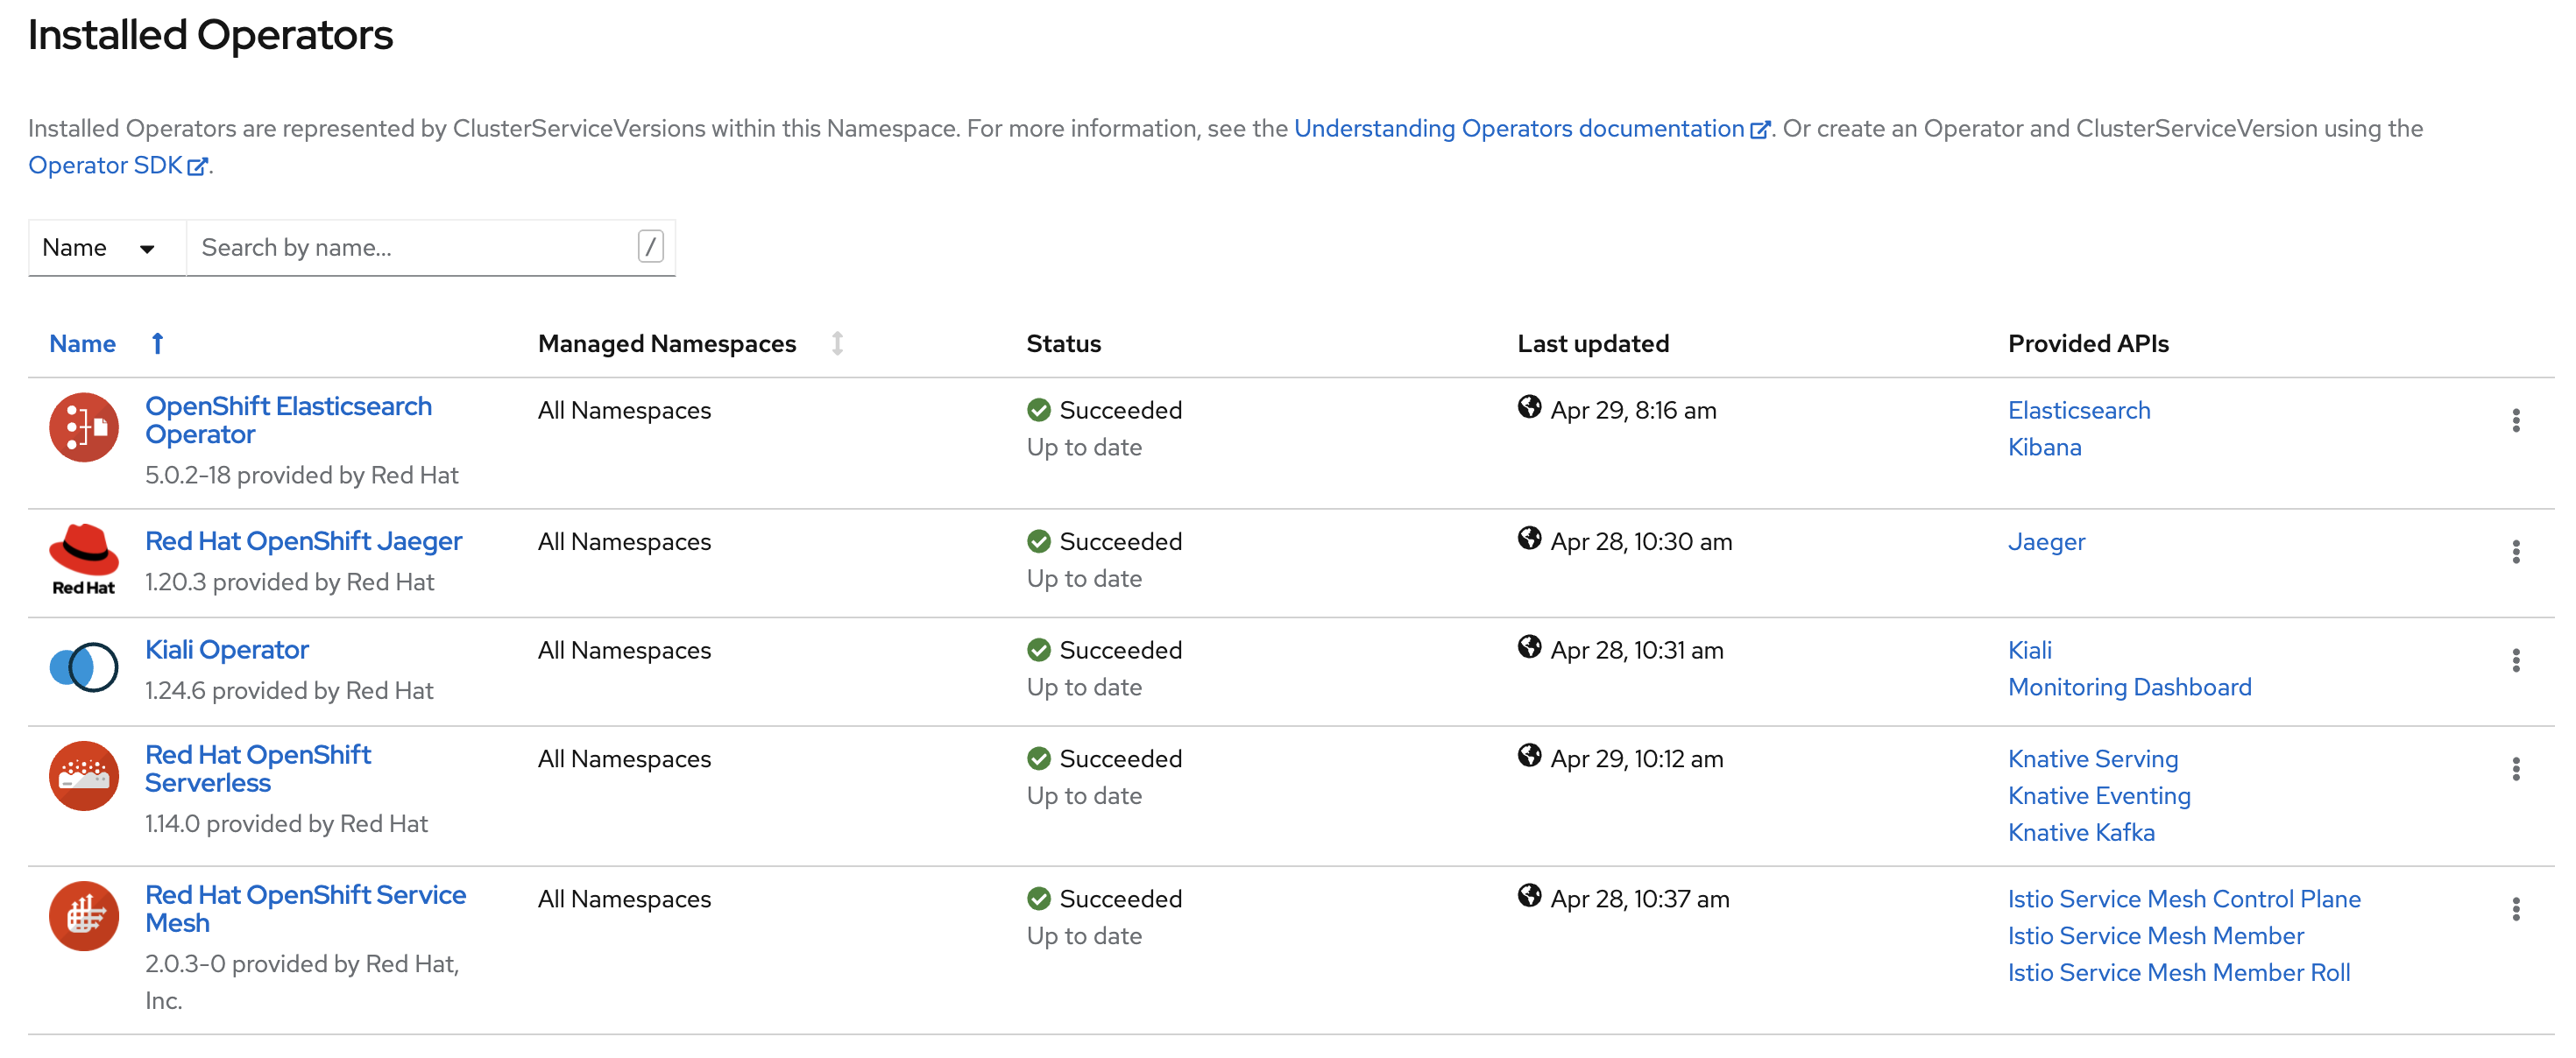 Installed Operators
Installed Operators are represented by ClusterServiceVersions within this Namespace. For more information, see the Understanding Operators documentation. Or create an Operator and ClusterServiceVersion using the
Operator SDK.
Name Search by name... /
Name Managed Namespaces Status Last updated Provided APIs
OpenShift Elasticsearch
Operator
5.0.2-18 provided by Red Hat
All Namespaces
Succeeded
Up to date
Apr 29, 8:16 am
Elasticsearch
Kibana
Red Hat
Red Hat OpenShift Jaeger
1.20.3 provided by Red Hat
All Namespaces
Succeeded
Up to date
Apr 28, 10:30 am
Jaeger
Kiali Operator
1.24.6 provided by Red Hat
All Namespaces
Succeeded
Up to date
Apr 28, 10:31 am
Kiali
Monitoring Dashboard
Red Hat OpenShift
Serverless
1.14.0 provided by Red Hat
All Namespaces
Succeeded
Up to date
Apr 29, 10:12 am
Knative Serving
Knative Eventing
Knative Kafka
Red Hat OpenShift Service
Mesh
2.0.3-0 provided by Red Hat,
Inc.
All Namespaces
Succeeded
Up to date
Apr 28, 10:37 am
Istio Service Mesh Control Plane
Istio Service Mesh Member
Istio Service Mesh Member Roll